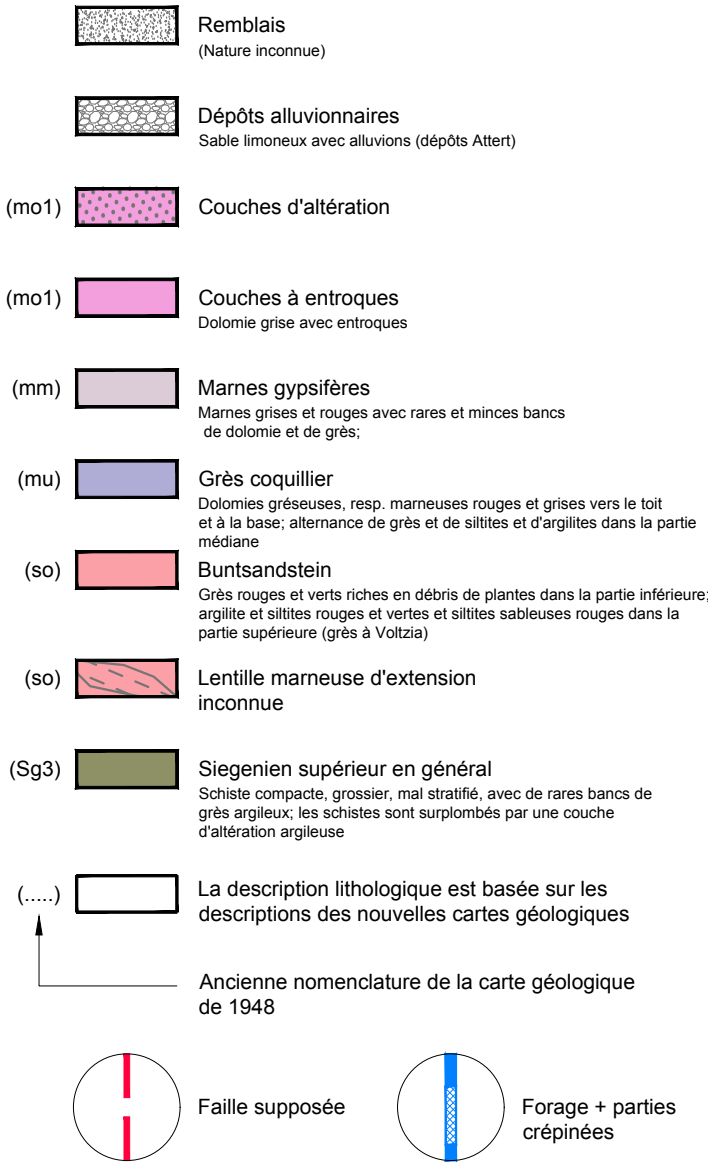 Remblais
(Nature inconnue)
Dépôts alluvionnaires
Sable limoneux avec alluvions (dépôts Attert)
(mo1) Couches d'altération
(mo1) Couches à entroques
Dolomie grise avec entroques
(mm) Marnes gypsifères
Marnes grises et rouges avec rares et minces bancs
de dolomie et de grès;
(mu) Grès coquillier
Dolomies gréseuses, resp. marneuses rouges et grises vers le toit
et à la base; alternance de grès et de siltites et d'argilites dans la partie
médiane
(so) Buntsandstein
Grès rouges et verts riches en débris de plantes dans la partie inférieure;
argilite et siltites rouges et vertes et siltites sableuses rouges dans la
partie supérieure (grès à Voltzia)
(so) Lentille marneuse d'extension
inconnue
(Sg3) Siegenien supérieur en général
Schiste compacte, grossier, mal stratifié, avec de rares bancs de
grès argileux; les schistes sont surplombés par une couche
d'altération argileuse
(.....) La description lithologique est basée sur les
descriptions des nouvelles cartes géologiques
Ancienne nomenclature de la carte géologique
de 1948
Faille supposée
Forage + parties
crépinées